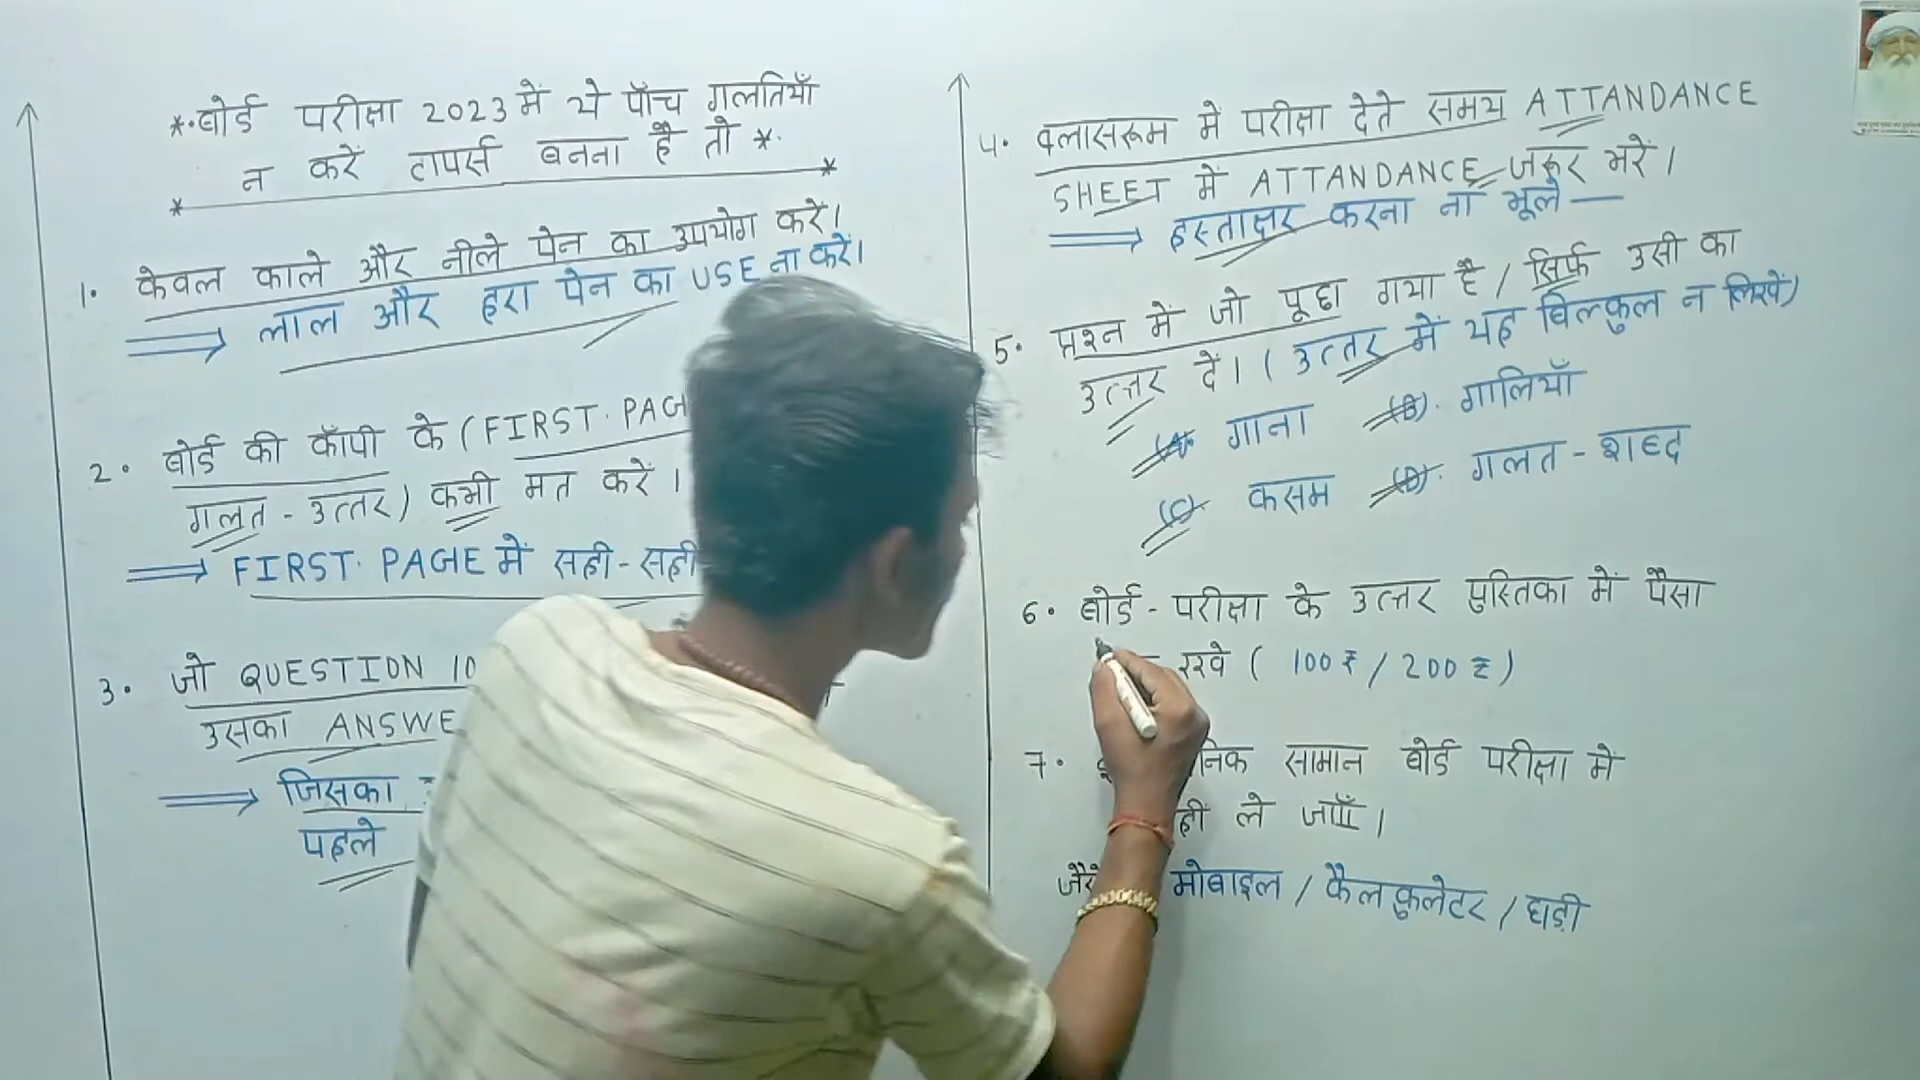 *. बोर्ड परीक्षा 2023 में ये पाँच गलतियाँ
न करें टापर्स बनना है तो *.
1. केवल काले और नीले पेन का उपयोग करें।
⟹ लाल और हरा पेन का USE ना करें।
2. बोर्ड की कॉपी के (FIRST. PAG
गलत - उत्तर) कभी मत करें।
⟹ FIRST. PAGE में सही - सही
3. जो QUESTION 10
उसका ANSWE
⟹ जिसका
पहले
4. क्लासरूम में परीक्षा देते समय ATTANDANCE
SHEET में ATTANDANCE जरूर भरें।
⟹ हस्ताक्षर करना ना भूले —
5. प्रश्न में जो पूछा गया है / सिर्फ उसी का
उत्तर दें। ( उत्तर में यह बिलकुल न लिखें)
(A). गाना (B). गालियाँ
(C). कसम (D). गलत - शब्द
6. बोर्ड - परीक्षा के उत्तर पुस्तिका में पैसा
रखे ( 100 ₹ / 200 ₹ )
7. निक सामान बोर्ड परीक्षा में
हीं ले जाएँ।
मोबाइल / कैलकुलेटर / घड़ी